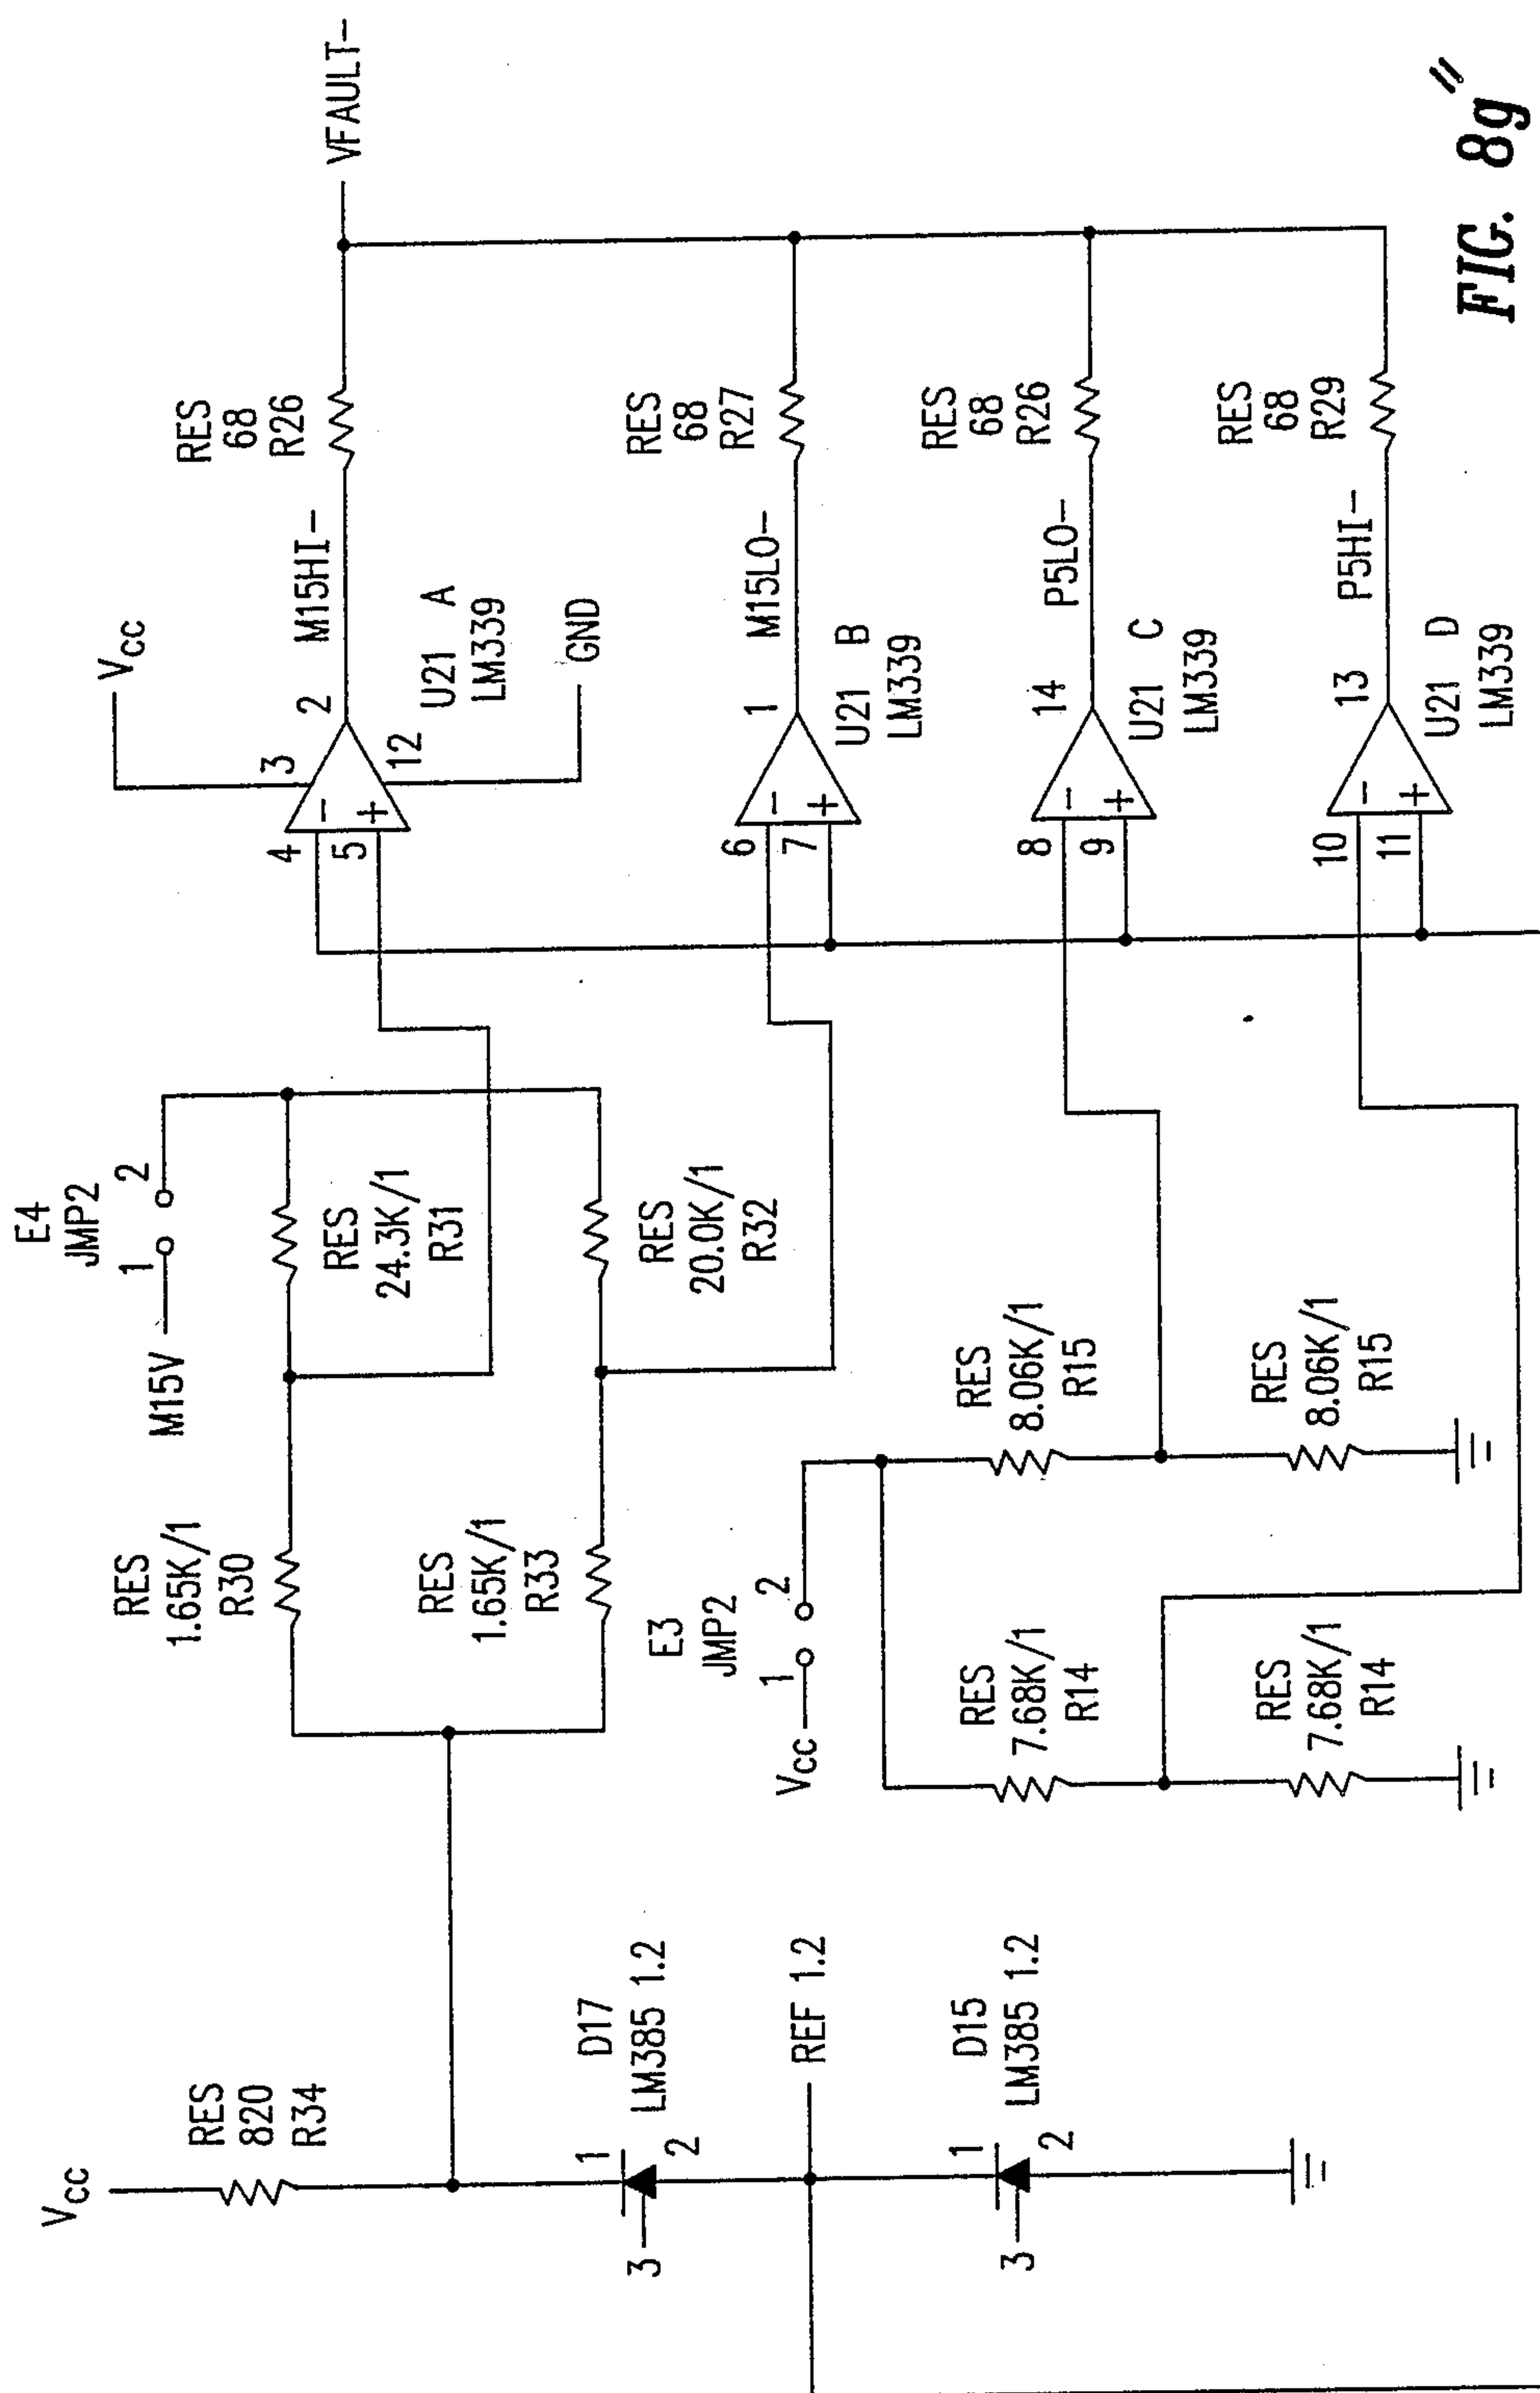 VCC
RES
820
R34
1
3
2
D17
LM385 1.2
REF 1.2
1
3
2
D15
LM385 1.2
RES
1.65K/1
R30
RES
1.65K/1
R33
E4
JMP2
M15V
1
2
RES
24.3K/1
R31
RES
20.0K/1
R32
E3
JMP2
VCC
1
2
RES
7.68K/1
R14
RES
8.06K/1
R15
RES
7.68K/1
R14
RES
8.06K/1
R15
VCC
4
5
3
12
2
-
+
M15HI-
U21 A
LM339
GND
RES
68
R26
VFAULT-
6
7
1
-
+
M15LO-
U21 B
LM339
RES
68
R27
8
9
14
-
+
P5LO-
U21 C
LM339
RES
68
R26
10
11
13
-
+
P5HI-
U21 D
LM339
RES
68
R29
FIG. 8g"